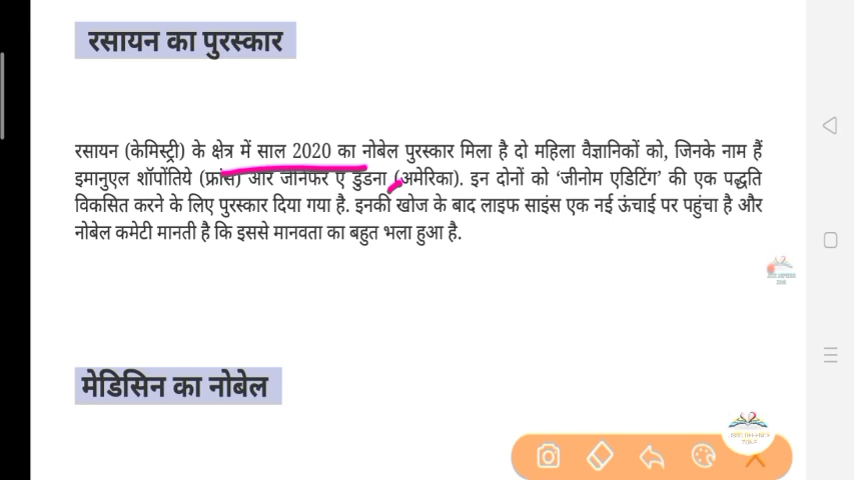 रसायन का पुरस्कार
रसायन (केमिस्ट्री) के क्षेत्र में साल 2020 का नोबेल पुरस्कार मिला है दो महिला वैज्ञानिकों को, जिनके नाम हैं
इमानुएल शॉपोंतिये (फ्रांस) और जेनिफर ए डुडना (अमेरिका). इन दोनों को ‘जीनोम एडिटिंग’ की एक पद्धति
विकसित करने के लिए पुरस्कार दिया गया है. इनकी खोज के बाद लाइफ साइंस एक नई ऊंचाई पर पहुंचा है और
नोबेल कमेटी मानती है कि इससे मानवता का बहुत भला हुआ है.
मेडिसिन का नोबेल